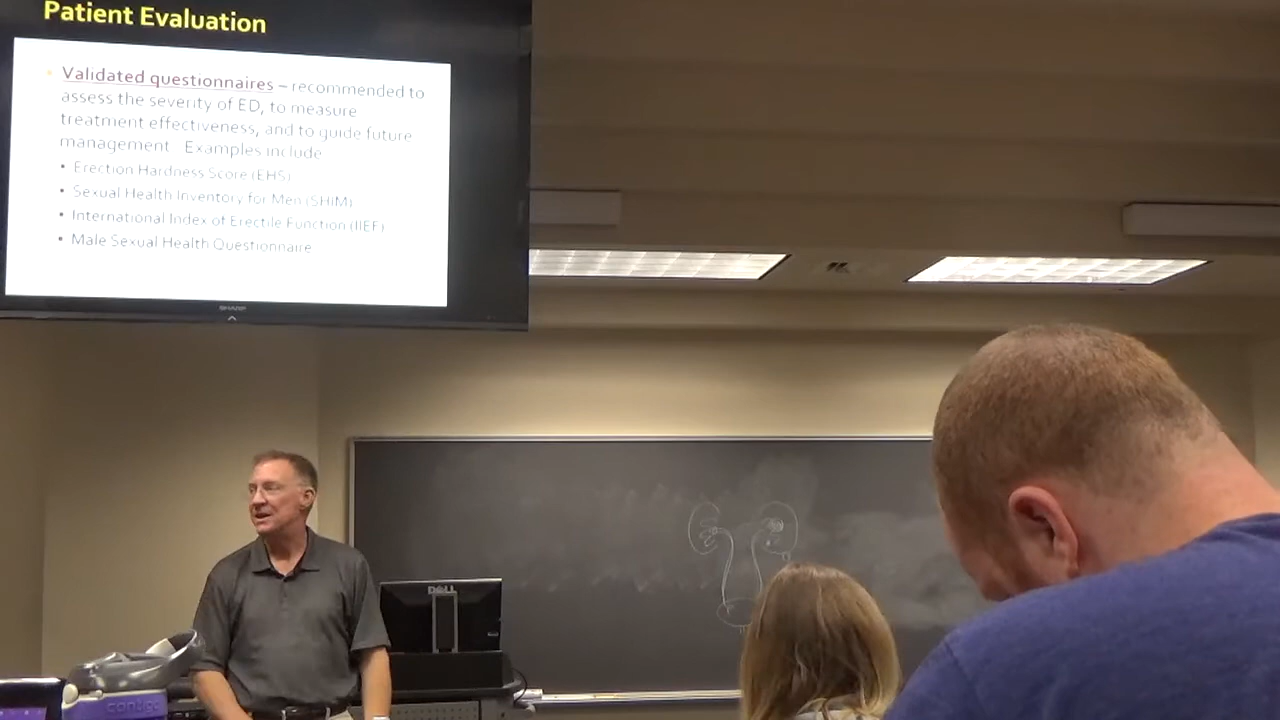 Patient Evaluation
Validated questionnaires – recommended to
assess the severity of ED, to measure
treatment effectiveness, and to guide future
management. Examples include
• Erection Hardness Score (EHS)
• Sexual Health Inventory for Men (SHIM)
• International Index of Erectile Function (IIEF)
• Male Sexual Health Questionnaire
SHARP
DELL
contigo